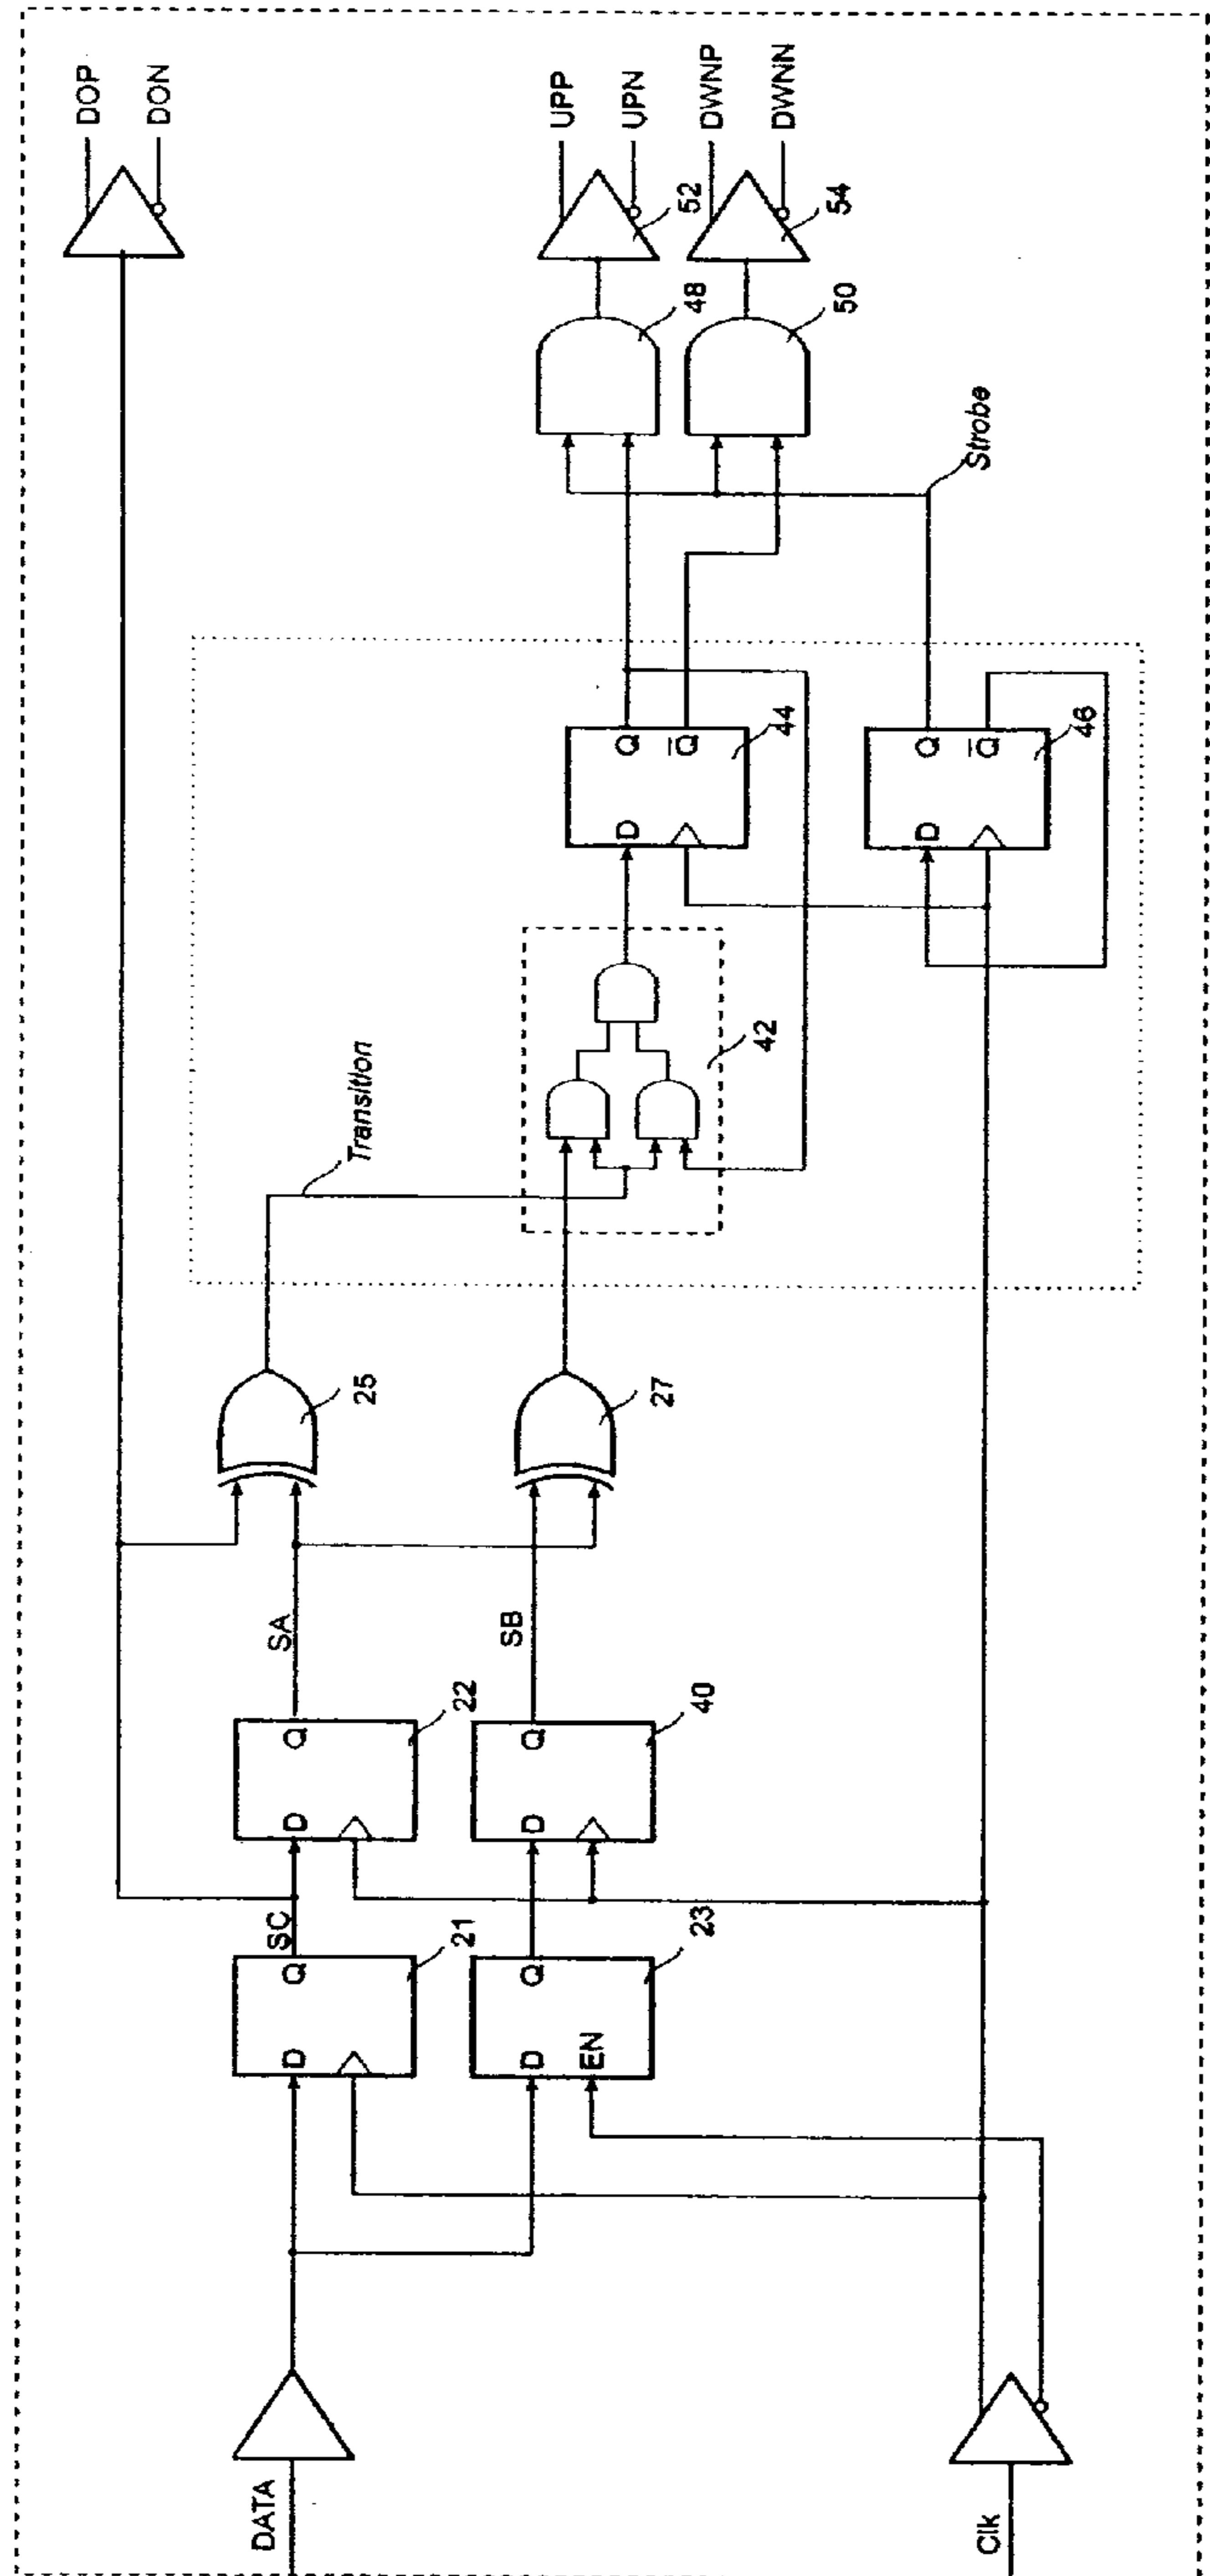 DATA
Clk
D
Q
SC
21
D
EN
Q
23
D
Q
SA
22
D
Q
SB
40
25
27
Transition
42
D
Q
Q̅
44
D
Q
Q̅
46
Strobe
48
50
52
54
DOP
DON
UPP
UPN
DWNP
DWNN